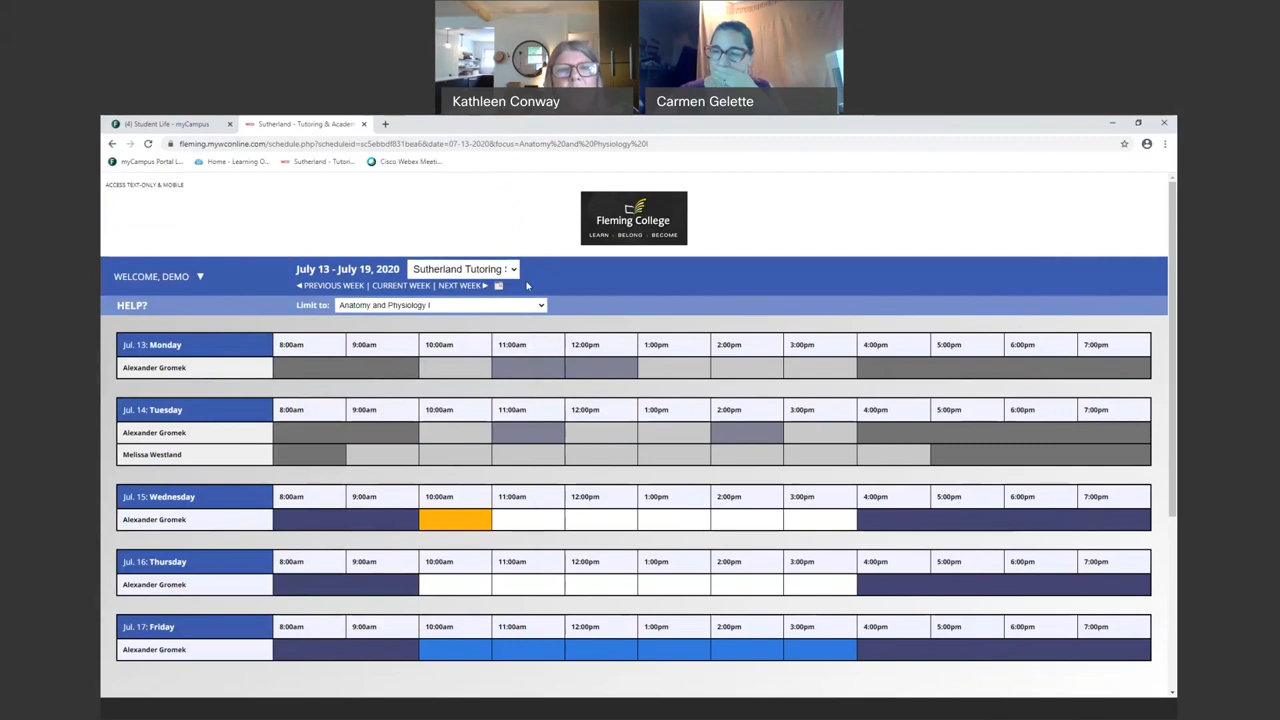 Kathleen Conway
Carmen Gelette
(4) Student Life - myCampus
Sutherland - Tutoring & Academ
fleming.mywconline.com/schedule.php?scheduleid=sc5ebbdf831bea6&date=07-13-2020&focus=Anatomy%20and%20Physiology%20I
myCampus Portal L...
Home - Learning O...
Sutherland - Tutori...
Cisco Webex Meeti...
ACCESS TEXT-ONLY & MOBILE
Fleming College
LEARN · BELONG · BECOME
WELCOME, DEMO ▼
July 13 - July 19, 2020
Sutherland Tutoring S
◄ PREVIOUS WEEK | CURRENT WEEK | NEXT WEEK ►
HELP?
Limit to:
Anatomy and Physiology I
Jul. 13: Monday 8:00am 9:00am 10:00am 11:00am 12:00pm 1:00pm 2:00pm 3:00pm 4:00pm 5:00pm 6:00pm 7:00pm
Alexander Gromek
Jul. 14: Tuesday 8:00am 9:00am 10:00am 11:00am 12:00pm 1:00pm 2:00pm 3:00pm 4:00pm 5:00pm 6:00pm 7:00pm
Alexander Gromek
Melissa Westland
Jul. 15: Wednesday 8:00am 9:00am 10:00am 11:00am 12:00pm 1:00pm 2:00pm 3:00pm 4:00pm 5:00pm 6:00pm 7:00pm
Alexander Gromek
Jul. 16: Thursday 8:00am 9:00am 10:00am 11:00am 12:00pm 1:00pm 2:00pm 3:00pm 4:00pm 5:00pm 6:00pm 7:00pm
Alexander Gromek
Jul. 17: Friday 8:00am 9:00am 10:00am 11:00am 12:00pm 1:00pm 2:00pm 3:00pm 4:00pm 5:00pm 6:00pm 7:00pm
Alexander Gromek